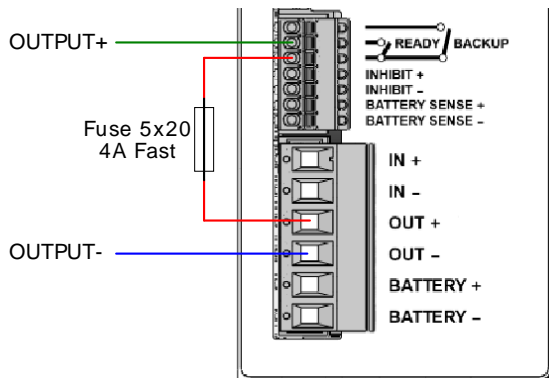 OUTPUT+
READY
BACKUP
INHIBIT +
INHIBIT –
BATTERY SENSE +
BATTERY SENSE –
Fuse 5x20
4A Fast
IN +
IN –
OUT +
OUT –
OUTPUT-
BATTERY +
BATTERY –